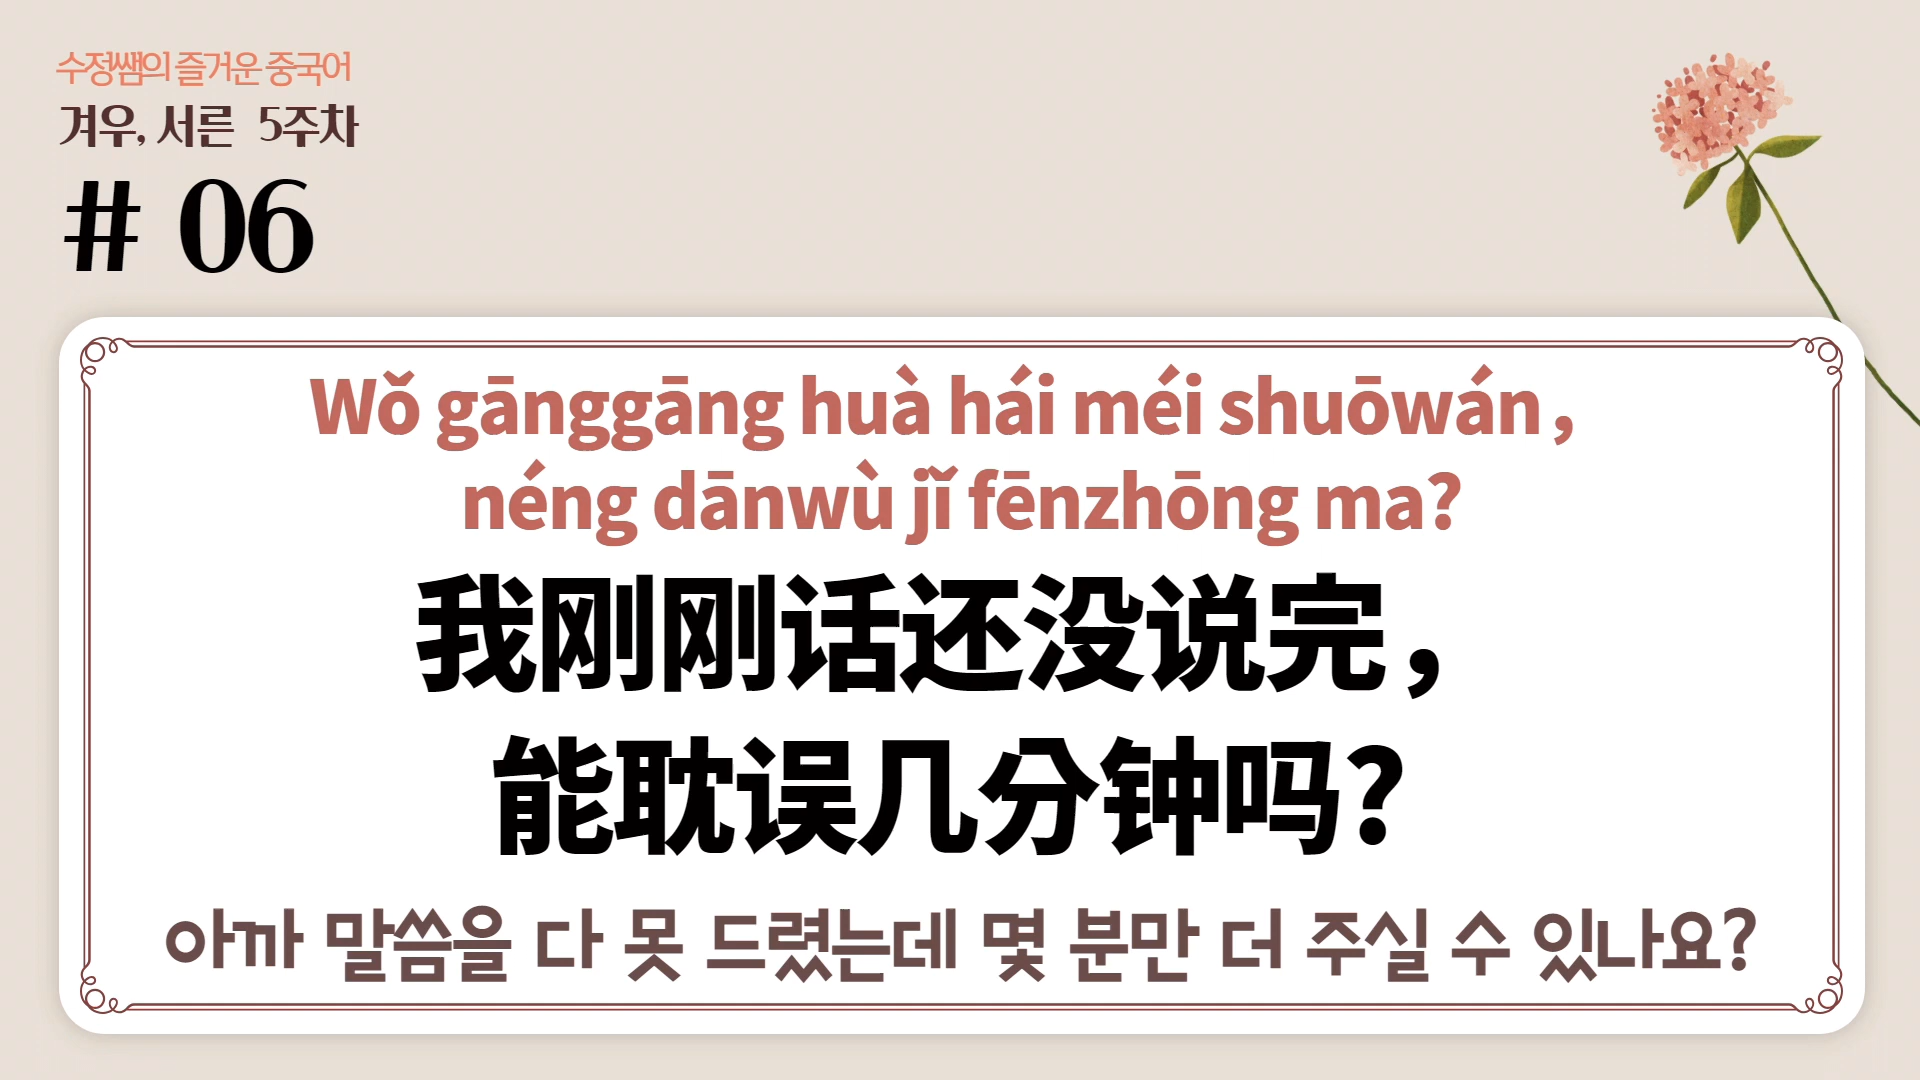 수정쌤의 즐거운 중국어
겨우, 서른 5주차
# 06
Wǒ gānggāng huà hái méi shuōwán，
néng dānwù jǐ fēnzhōng ma?
我刚刚话还没说完，
能耽误几分钟吗?
아까 말씀을 다 못 드렸는데 몇 분만 더 주실 수 있나요?